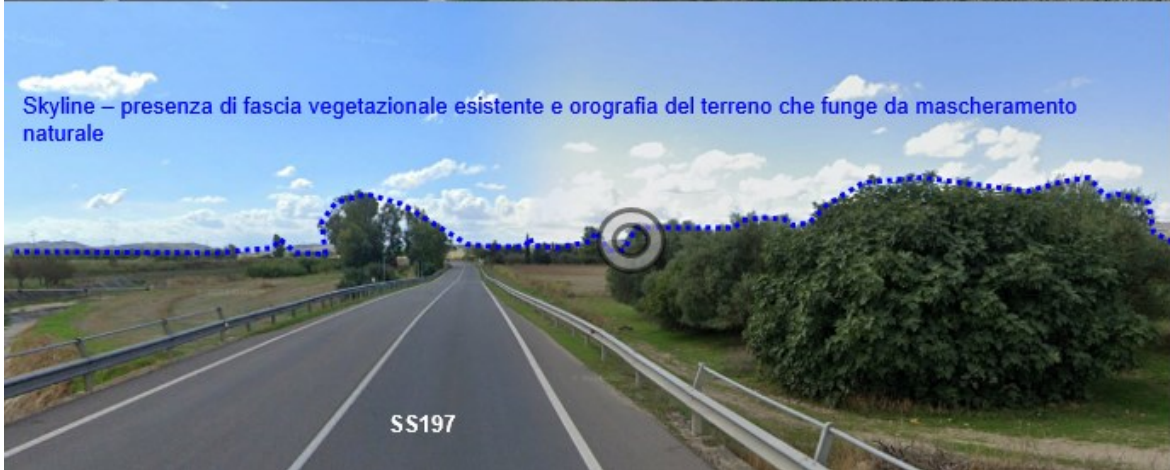 Skyline – presenza di fascia vegetazionale esistente e orografia del terreno che funge da mascheramento
naturale
SS197